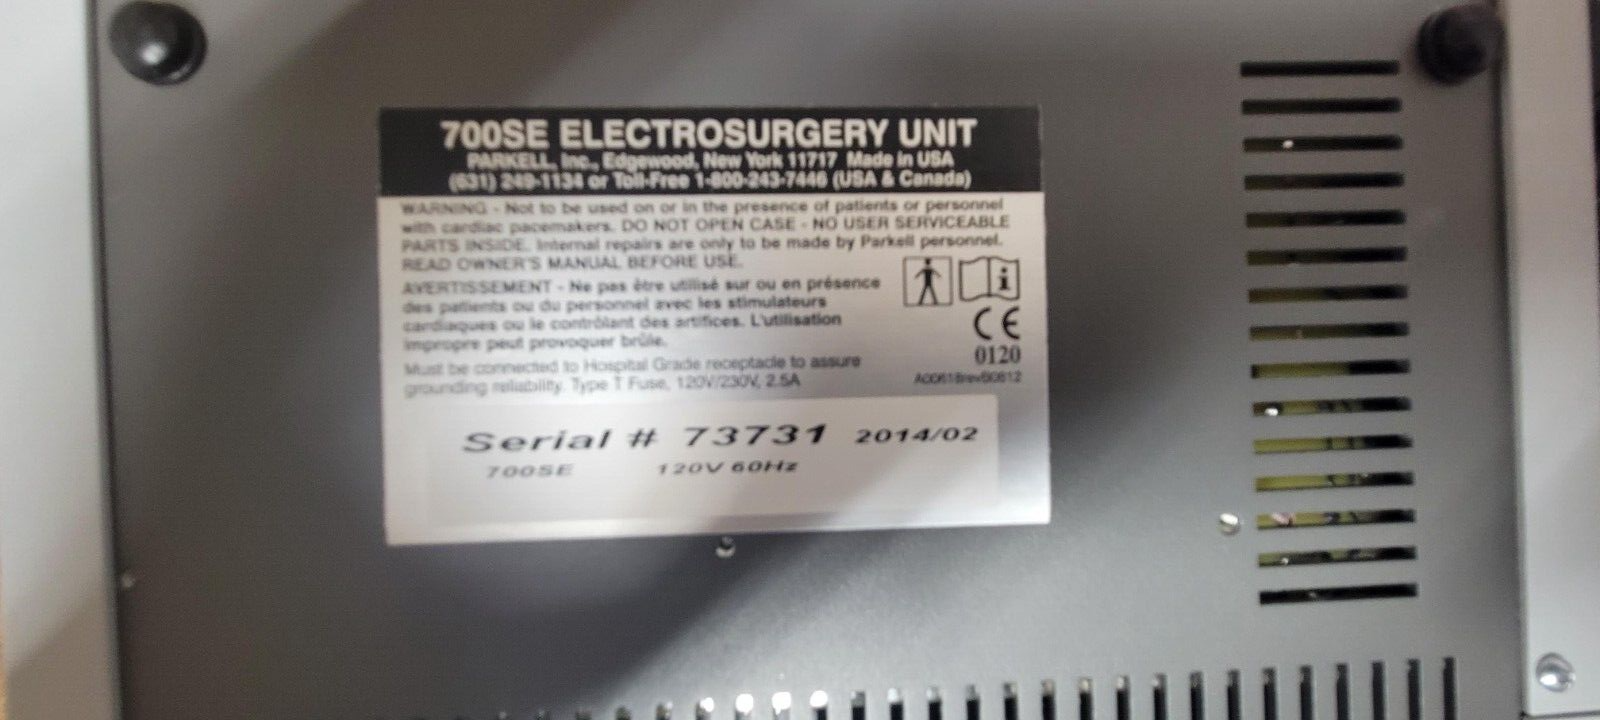 700SE ELECTROSURGERY UNIT
PARKELL, Inc., Edgewood, New York 11717 Made in USA
(631) 249-1134 or Toll-Free 1-800-243-7446 (USA & Canada)
WARNING - Not to be used on or in the presence of patients or personnel
with cardiac pacemakers. DO NOT OPEN CASE - NO USER SERVICEABLE
PARTS INSIDE. Internal repairs are only to be made by Parkell personnel.
READ OWNER'S MANUAL BEFORE USE.
AVERTISSEMENT - Ne pas être utilisé sur ou en présence
des patients ou du personnel avec les stimulateurs
cardiaques ou le contrôlant des artifices. L'utilisation
impropre peut provoquer brûle.
Must be connected to Hospital Grade receptacle to assure
grounding reliability. Type T Fuse, 120V/230V, 2.5A
i
CE
0120
Serial # 73731 2014/02
700SE 120V 60Hz